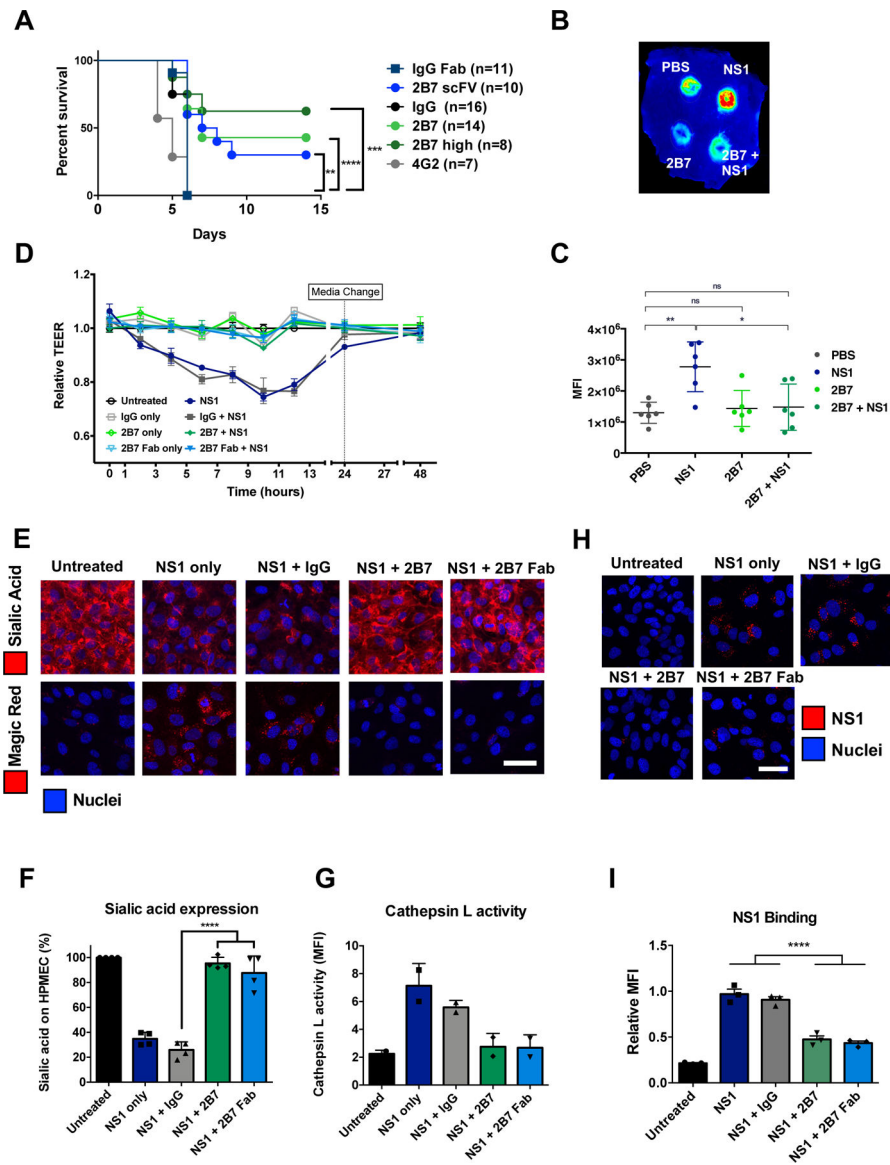 A
Percent survival
100
50
0
0
5
10
15
Days
IgG Fab (n=11)
2B7 scFV (n=10)
IgG (n=16)
2B7 (n=14)
2B7 high (n=8)
4G2 (n=7)
**
****
***
B
PBS
NS1
2B7
2B7 +
NS1
C
ns
ns
**
*
MFI
4×10⁶
3×10⁶
2×10⁶
1×10⁶
0
PBS
NS1
2B7
2B7 + NS1
PBS
NS1
2B7
2B7 + NS1
D
Relative TEER
1.2
1.0
0.8
0.6
Media Change
Untreated
NS1
IgG only
IgG + NS1
2B7 only
2B7 + NS1
2B7 Fab only
2B7 Fab + NS1
0 1 3 5 7 9 11 13 24 27 48
Time (hours)
E
Untreated
NS1 only
NS1 + IgG
NS1 + 2B7
NS1 + 2B7 Fab
Sialic Acid
Magic Red
Nuclei
H
Untreated
NS1 only
NS1 + IgG
NS1 + 2B7
NS1 + 2B7 Fab
NS1
Nuclei
F
Sialic acid expression
****
Sialic acid on HPMEC (%)
100
80
60
40
20
0
Untreated
NS1 only
NS1 + IgG
NS1 + 2B7
NS1 + 2B7 Fab
G
Cathepsin L activity
Cathepsin L activity (MFI)
10
8
6
4
2
0
Untreated
NS1 only
NS1 + IgG
NS1 + 2B7
NS1 + 2B7 Fab
I
NS1 Binding
****
Relative MFI
1.5
1.0
0.5
0.0
Untreated
NS1
NS1 + IgG
NS1 + 2B7
NS1 + 2B7 Fab